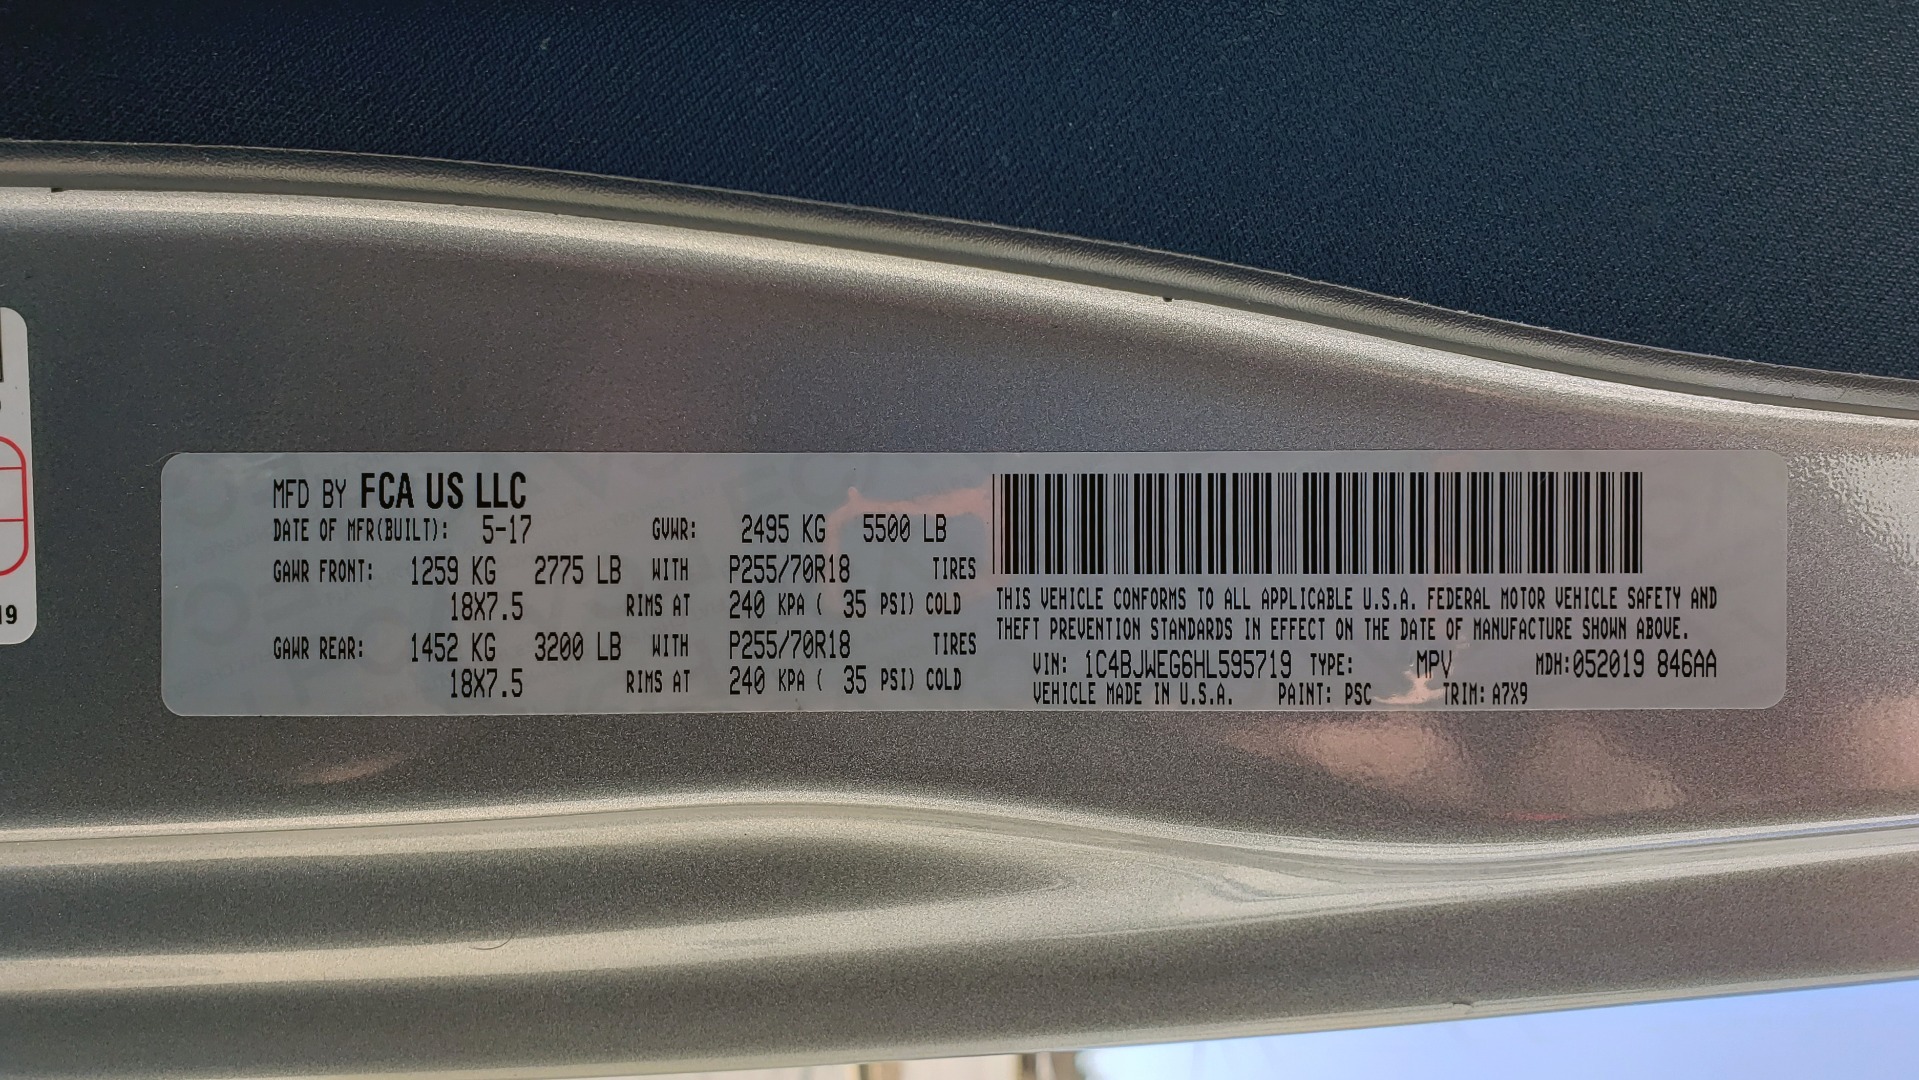 MFD BY FCA US LLC
DATE OF MFR(BUILT): 5-17 GVWR: 2495 KG 5500 LB
GAWR FRONT: 1259 KG 2775 LB WITH P255/70R18 TIRES
18X7.5 RIMS AT 240 KPA ( 35 PSI) COLD
GAWR REAR: 1452 KG 3200 LB WITH P255/70R18 TIRES
18X7.5 RIMS AT 240 KPA ( 35 PSI) COLD
THIS VEHICLE CONFORMS TO ALL APPLICABLE U.S.A. FEDERAL MOTOR VEHICLE SAFETY AND
THEFT PREVENTION STANDARDS IN EFFECT ON THE DATE OF MANUFACTURE SHOWN ABOVE.
VIN: 1C4BJWEG6HL595719 TYPE: MPV MDH:052019 846AA
VEHICLE MADE IN U.S.A. PAINT: PSC TRIM: A7X9